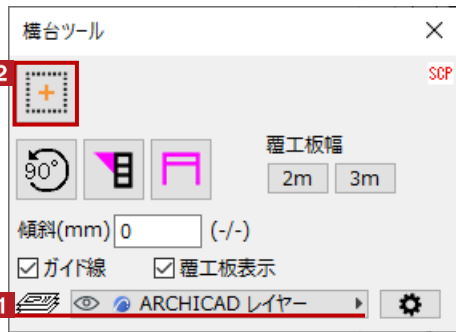 構台ツール
2
SCP
90°
覆工板幅
2m 3m
傾斜(mm) 0 (-/-)
ガイド線 覆工板表示
1 ARCHICAD レイヤー